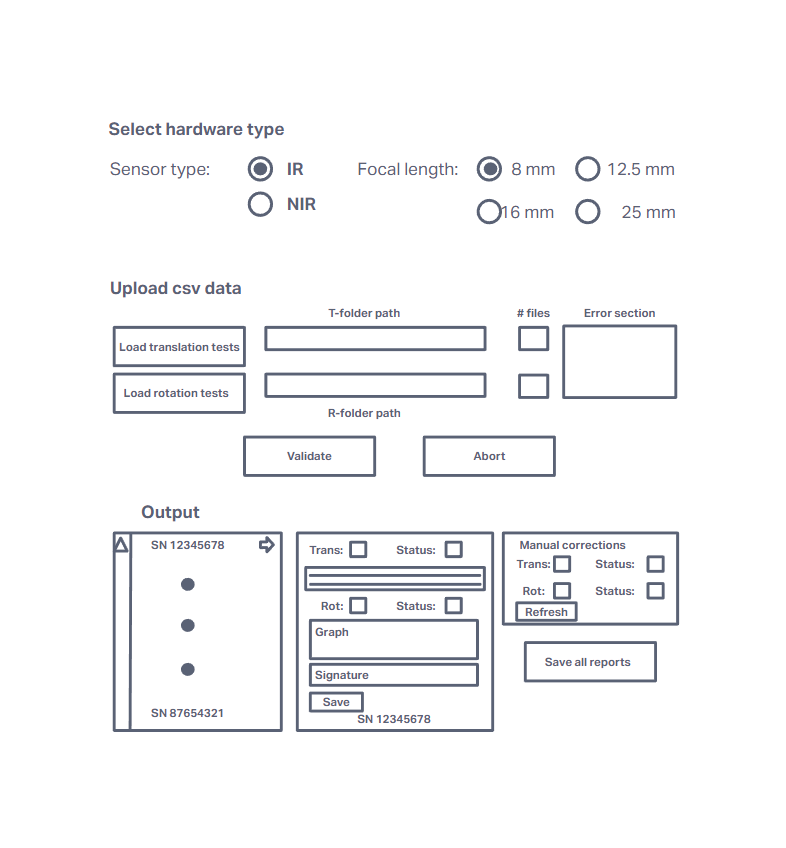 Select hardware type
Sensor type: IR Focal length: 8 mm 12.5 mm
NIR 16 mm 25 mm
Upload csv data
T-folder path # files Error section
Load translation tests
Load rotation tests
R-folder path
Validate Abort
Output
SN 12345678
SN 87654321
Trans: Status:
Rot: Status:
Graph
Signature
Save
SN 12345678
Manual corrections
Trans: Status:
Rot: Status:
Refresh
Save all reports